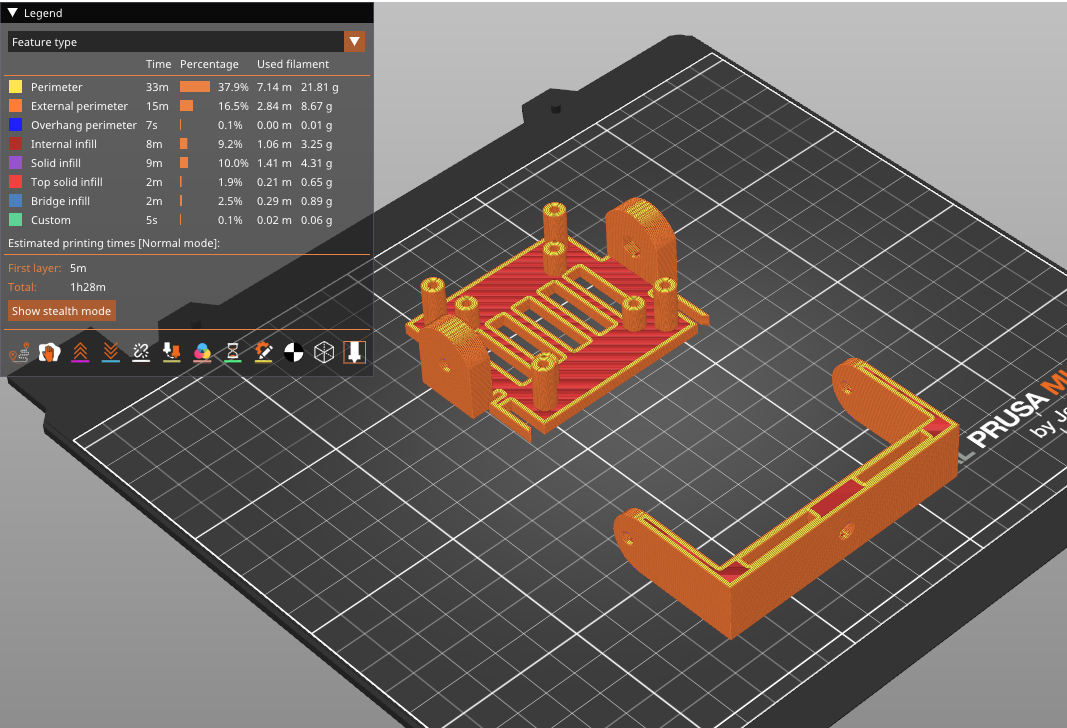 Legend
Feature type
Time Percentage Used filament
Perimeter 33m 37.9% 7.14 m 21.81 g
External perimeter 15m 16.5% 2.84 m 8.67 g
Overhang perimeter 7s 0.1% 0.00 m 0.01 g
Internal infill 8m 9.2% 1.06 m 3.25 g
Solid infill 9m 10.0% 1.41 m 4.31 g
Top solid infill 2m 1.9% 0.21 m 0.65 g
Bridge infill 2m 2.5% 0.29 m 0.89 g
Custom 5s 0.1% 0.02 m 0.06 g
Estimated printing times [Normal mode]:
First layer: 5m
Total: 1h28m
Show stealth mode
PRUSA
by